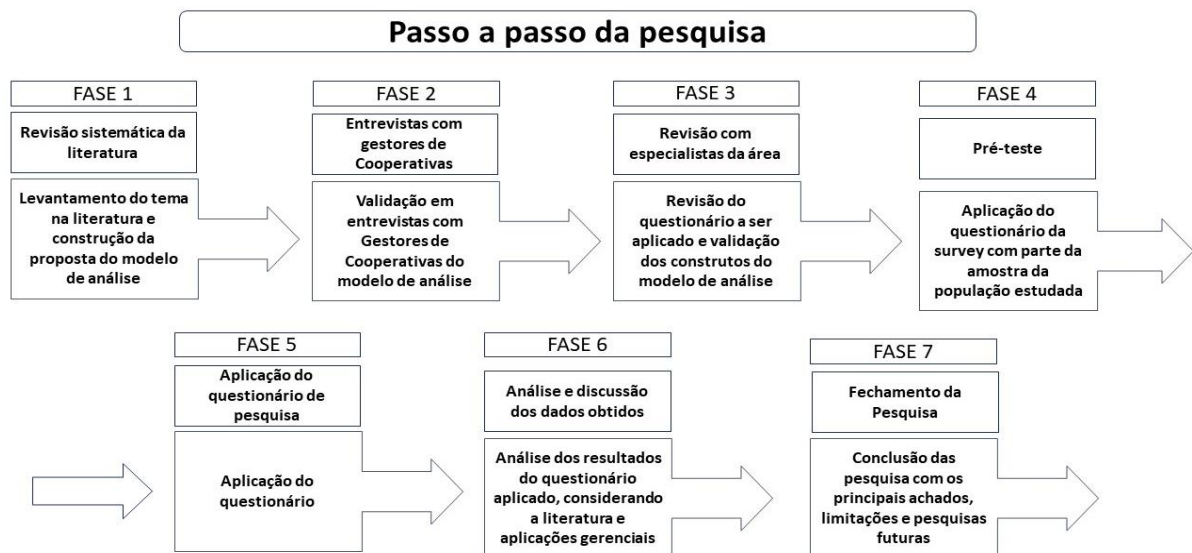 Passo a passo da pesquisa
FASE 1
Revisão sistemática da
literatura
Levantamento do tema
na literatura e
construção da
proposta do modelo
de análise
FASE 2
Entrevistas com
gestores de
Cooperativas
Validação em
entrevistas com
Gestores de
Cooperativas do
modelo de análise
FASE 3
Revisão com
especialistas da área
Revisão do
questionário a ser
aplicado e validação
dos construtos do
modelo de análise
FASE 4
Pré-teste
Aplicação do
questionário da
survey com parte da
amostra da
população estudada
FASE 5
Aplicação do
questionário de
pesquisa
Aplicação do
questionário
FASE 6
Análise e discussão
dos dados obtidos
Análise dos resultados
do questionário
aplicado, considerando
a literatura e
aplicações gerenciais
FASE 7
Fechamento da
Pesquisa
Conclusão das
pesquisa com os
principais achados,
limitações e pesquisas
futuras